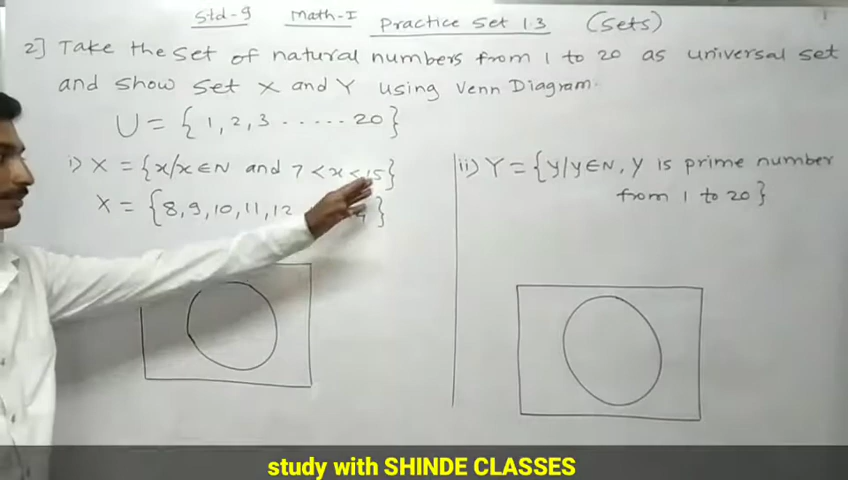 Std-9 Math-I Practice Set 1.3 (Sets)
2] Take the set of natural numbers from 1 to 20 as universal set
and show set X and Y using Venn Diagram.
U = { 1, 2, 3 ...... 20 }
i) X = {x/x∈N and 7 < x < 15}
X = {8, 9, 10, 11, 12 }
ii) Y = {y/y∈N, Y is prime number
from 1 to 20 }
study with SHINDE CLASSES